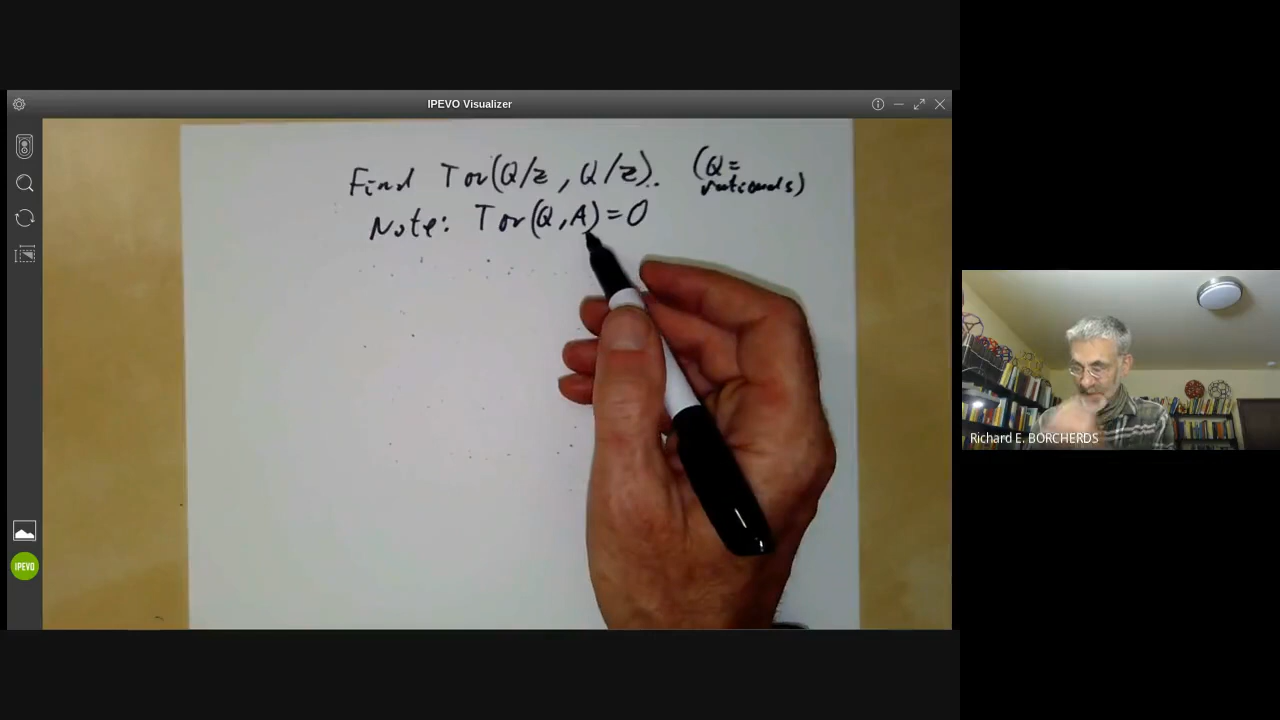 IPEVO Visualizer
Find Tor(Q/z, Q/z). (Q=
rationals)
Note: Tor(Q,A)=0
Richard E. BORCHERDS
IPEVO